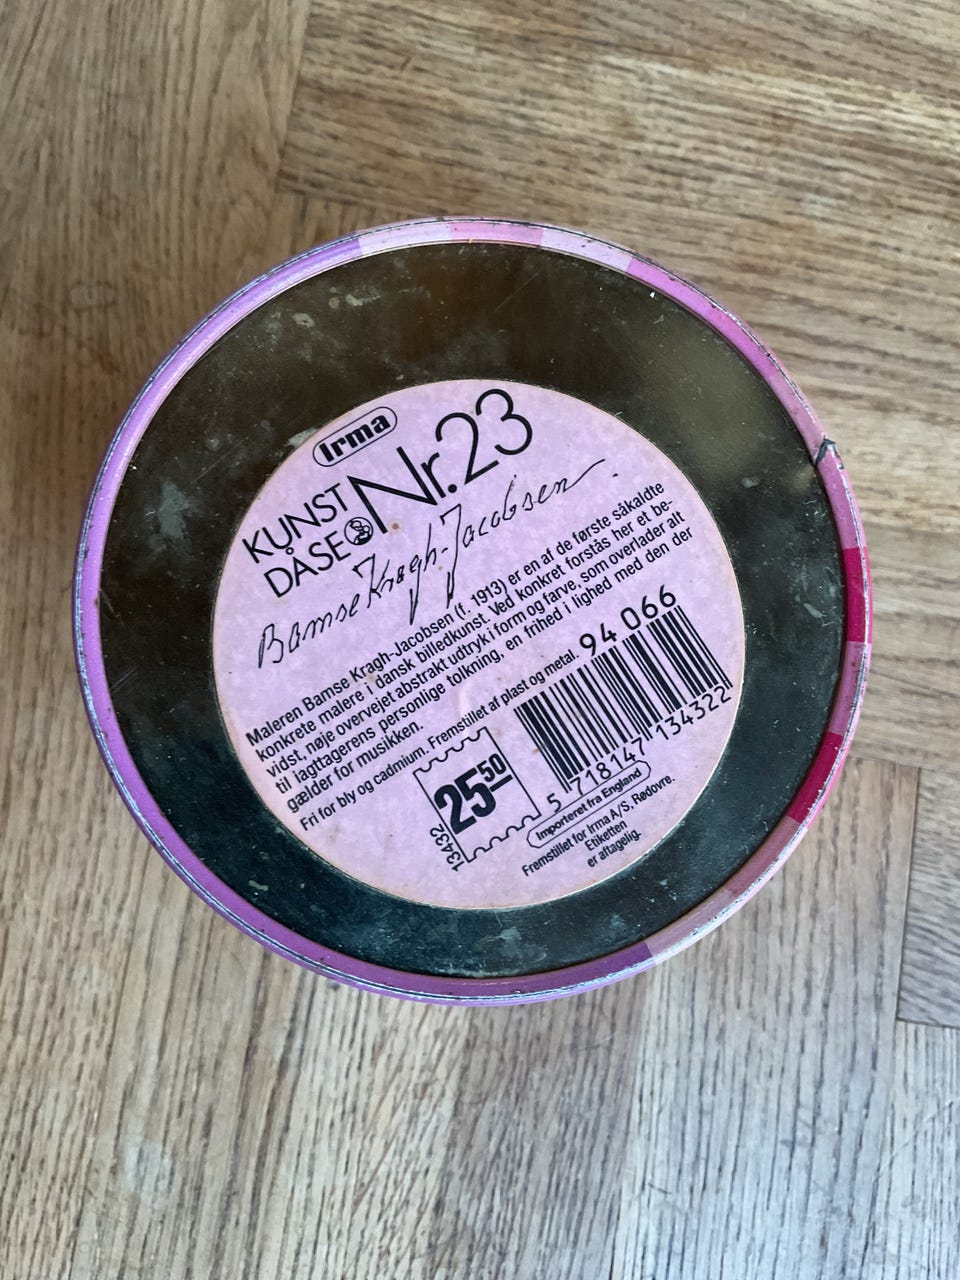 Irma
KUNST
DÅSE Nr. 23
Bamse Kragh-Jacobsen.
Maleren Bamse Kragh-Jacobsen (f. 1913) er en af de første såkaldte
konkrete malere i dansk billedkunst. Ved konkret forstås her et be-
vidst, nøje overvejet abstrakt udtryk i form og farve, som overlader alt
til iagttagerens personlige tolkning, en frihed i lighed med den der
gælder for musikken.
Fri for bly og cadmium. Fremstillet af plast og metal.
94 066
13432
25.50
5 718147 134322
Importeret fra England
Fremstillet for Irma A/S, Rødovre.
Etiketten
er aftagelig.